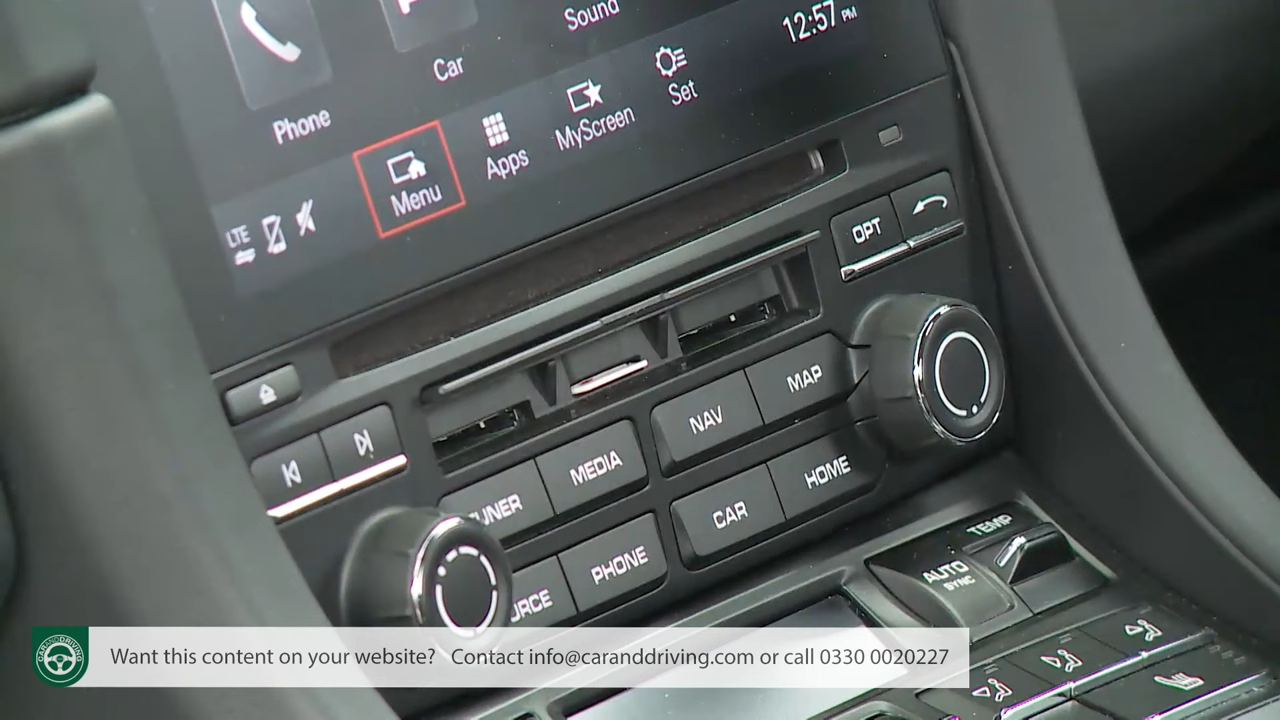 Sound
12:57 PM
Car
Set
Phone
MyScreen
Apps
Menu
LTE
OPT
MAP
NAV
MEDIA
HOME
CAR
PHONE
TEMP
AUTO
SYNC
CARANDDRIVING
Want this content on your website? Contact info@caranddriving.com or call 0330 0020227